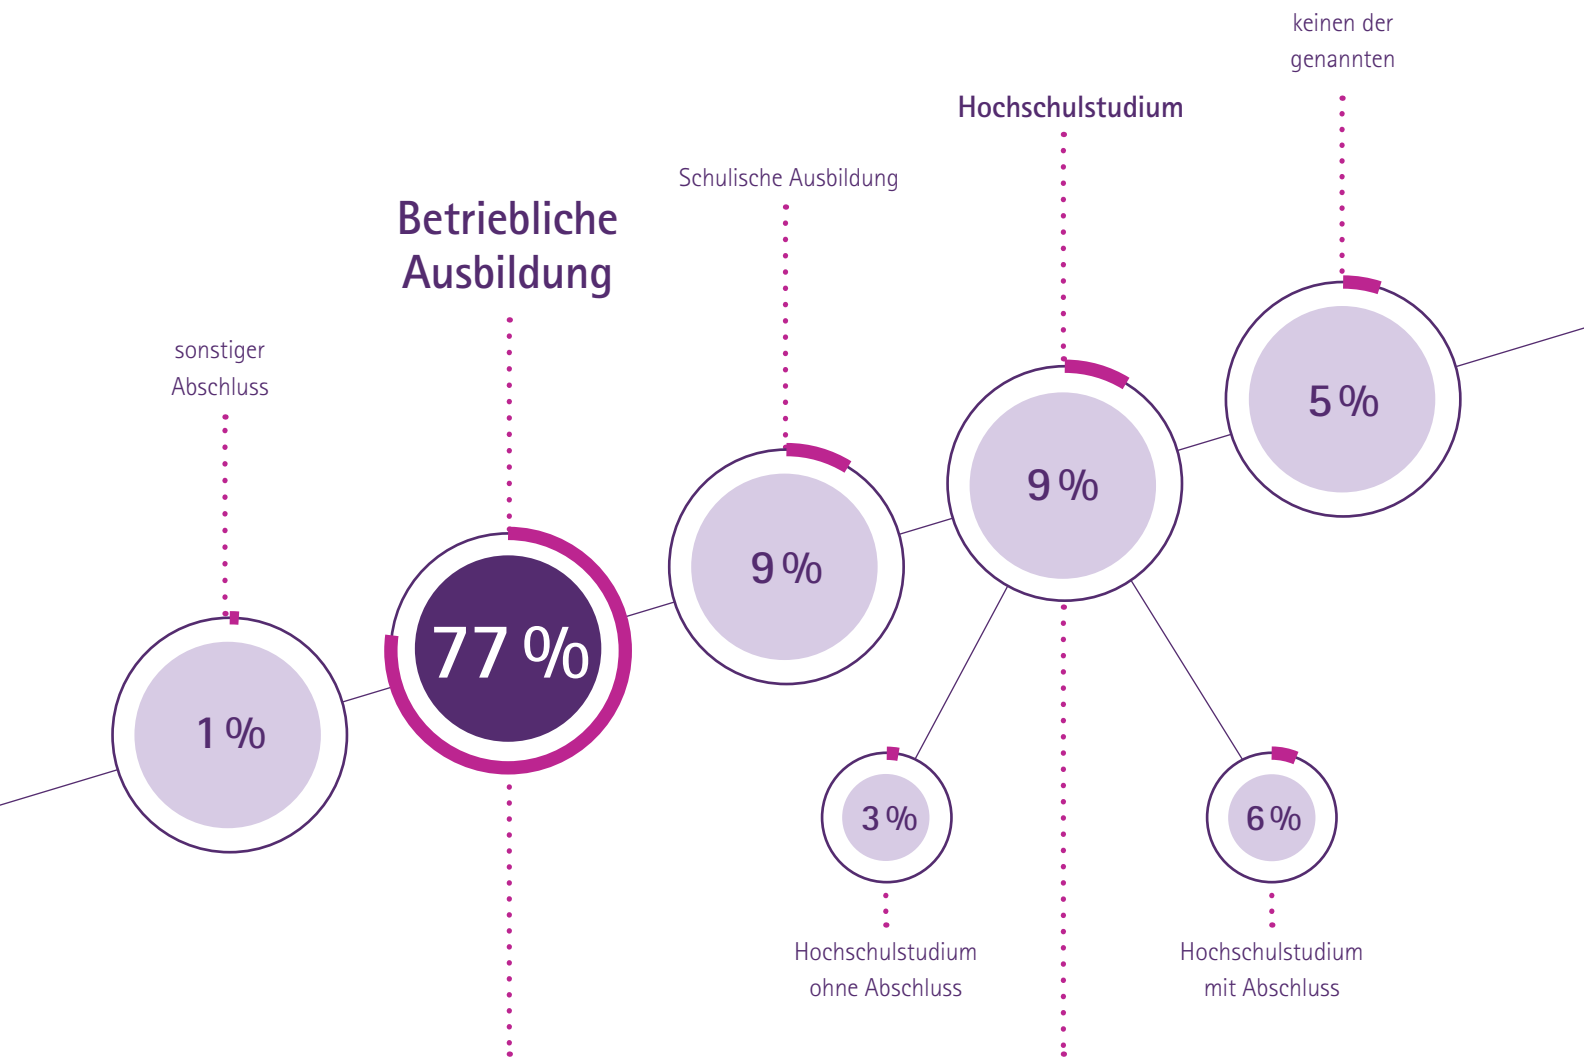 keinen der
genannten
Hochschulstudium
Schulische Ausbildung
Betriebliche
Ausbildung
sonstiger
Abschluss
5 %
9 %
9 %
77 %
1 %
3 %
6 %
Hochschulstudium
ohne Abschluss
Hochschulstudium
mit Abschluss